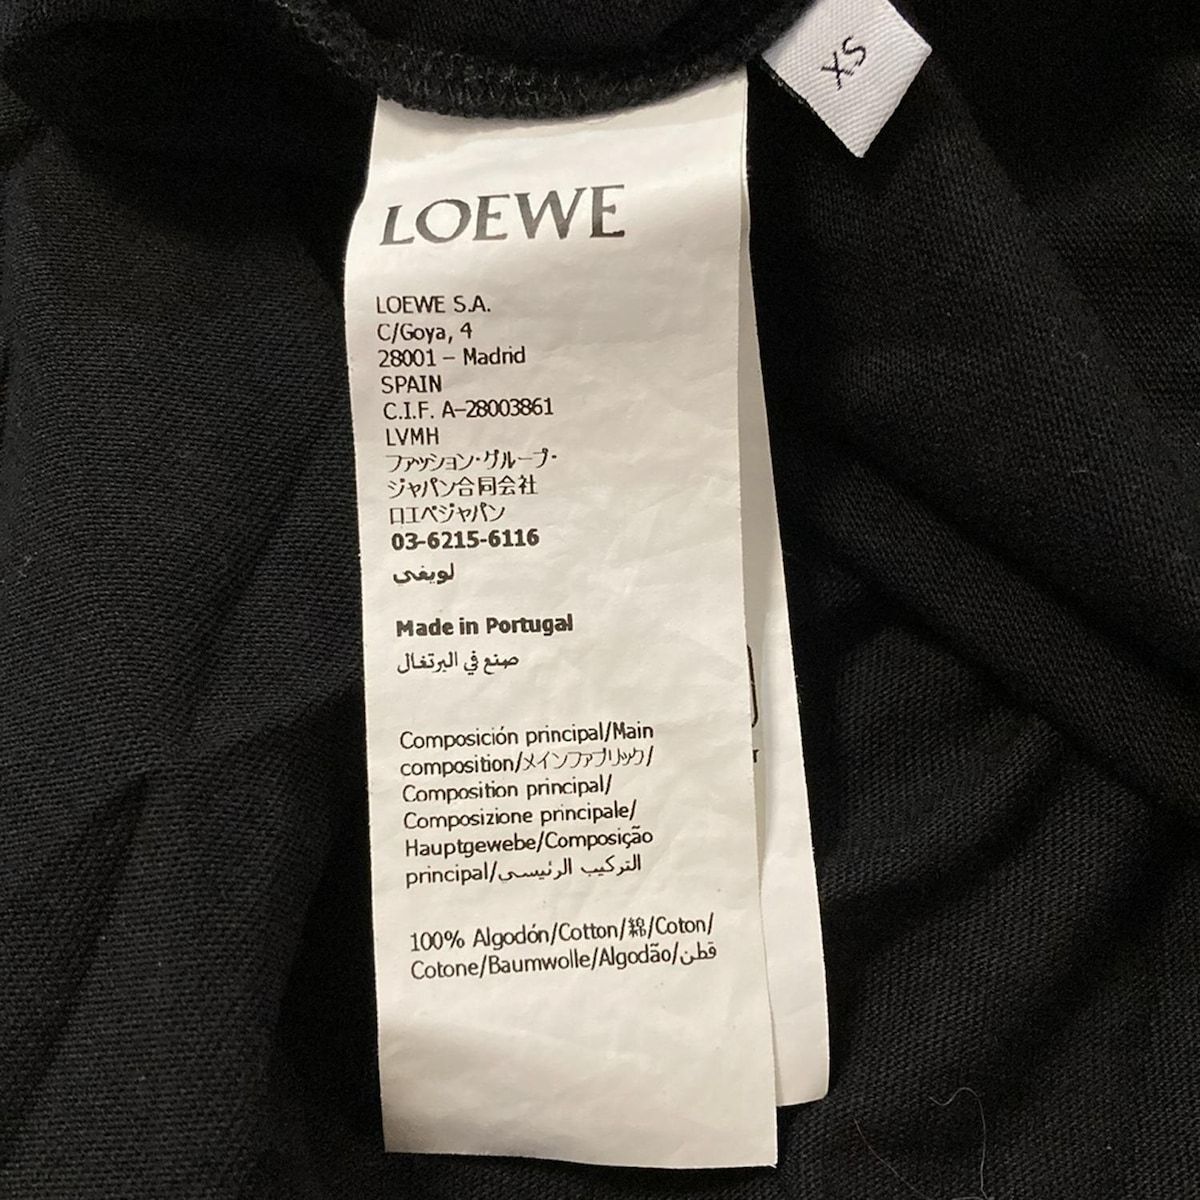 XS
LOEWE
LOEWE S.A.
C/Goya, 4
28001 – Madrid
SPAIN
C.I.F. A-28003861
LVMH
ファッション・グループ・
ジャパン合同会社
ロエベジャパン
03-6215-6116
لويفي
Made in Portugal
صنع في البرتغال
Composición principal/Main
composition/メインファブリック/
Composition principal/
Composizione principale/
Hauptgewebe/Composição
principal/التركيب الرئيسي
100% Algodón/Cotton/綿/Coton/
Cotone/Baumwolle/Algodão/قطن